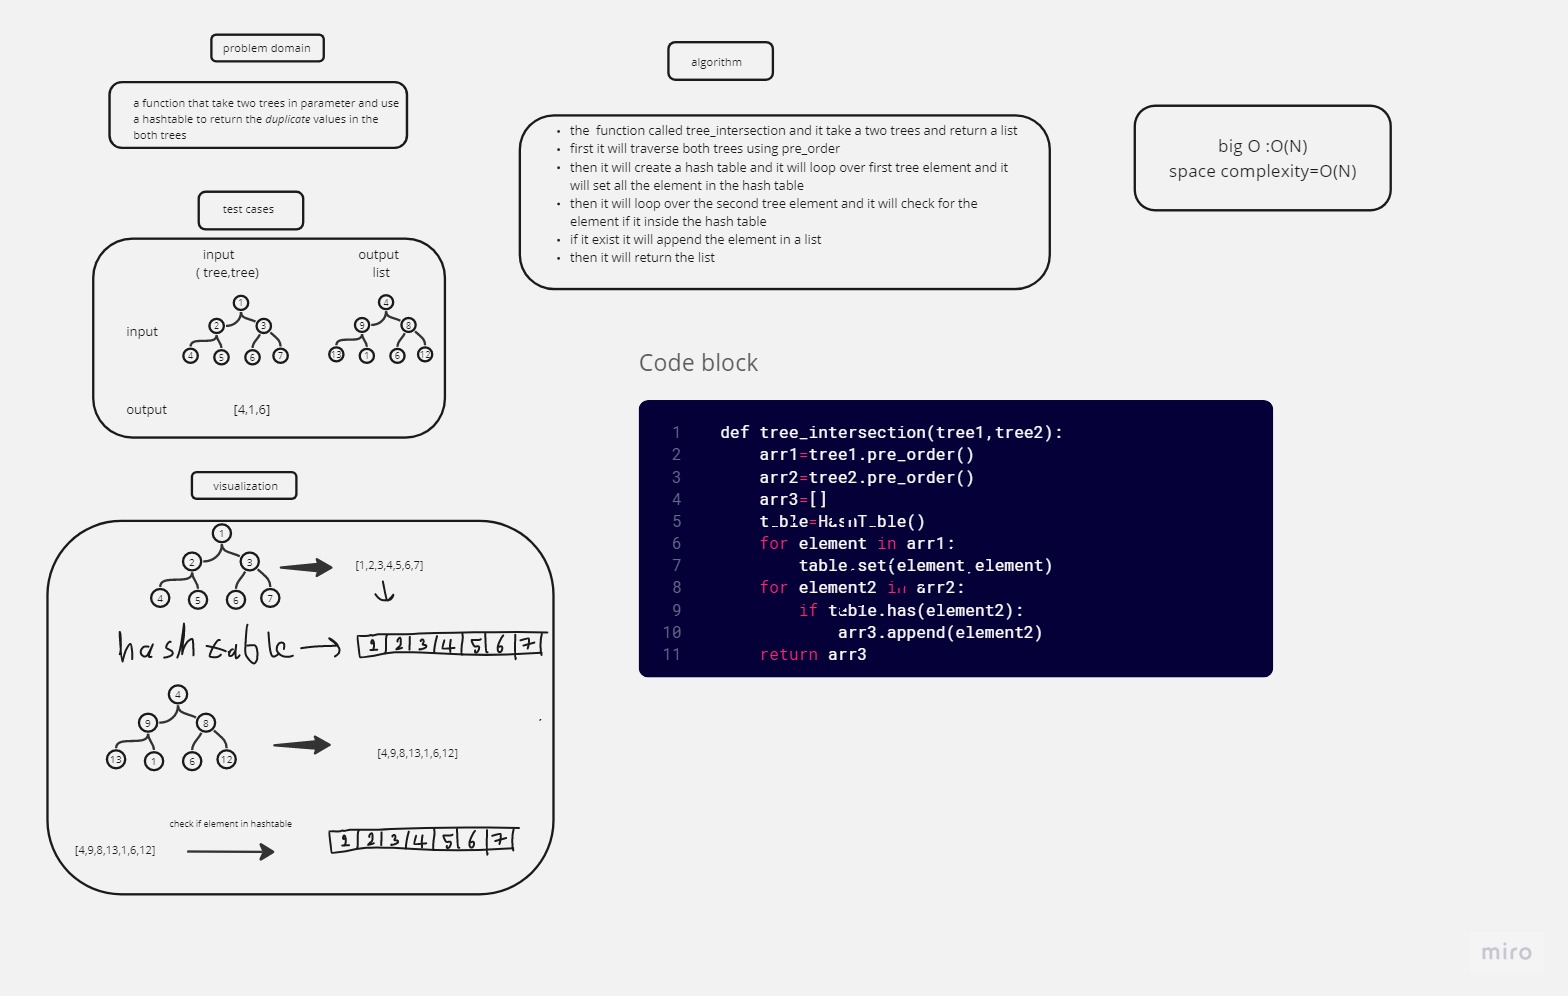 problem domain
a function that take two trees in parameter and use
a hashtable to return the duplicate values in the
both trees
test cases
input
( tree,tree)
output
list
input
1
2
3
4
5
6
7
4
9
8
13
1
6
12
output
[4,1,6]
visualization
1
2
3
4
5
6
7
[1,2,3,4,5,6,7]
hash table
1 2 3 4 5 6 7
4
9
8
13
1
6
12
[4,9,8,13,1,6,12]
check if element in hashtable
[4,9,8,13,1,6,12]
1 2 3 4 5 6 7
algorithm
• the function called tree_intersection and it take a two trees and return a list
• first it will traverse both trees using pre_order
• then it will create a hash table and it will loop over first tree element and it
will set all the element in the hash table
• then it will loop over the second tree element and it will check for the
element if it inside the hash table
• if it exist it will append the element in a list
• then it will return the list
big O :O(N)
space complexity=O(N)
Code block
1 def tree_intersection(tree1,tree2):
2 arr1=tree1.pre_order()
3 arr2=tree2.pre_order()
4 arr3=[]
5 table=HashTable()
6 for element in arr1:
7 table.set(element,element)
8 for element2 in arr2:
9 if table.has(element2):
10 arr3.append(element2)
11 return arr3
miro